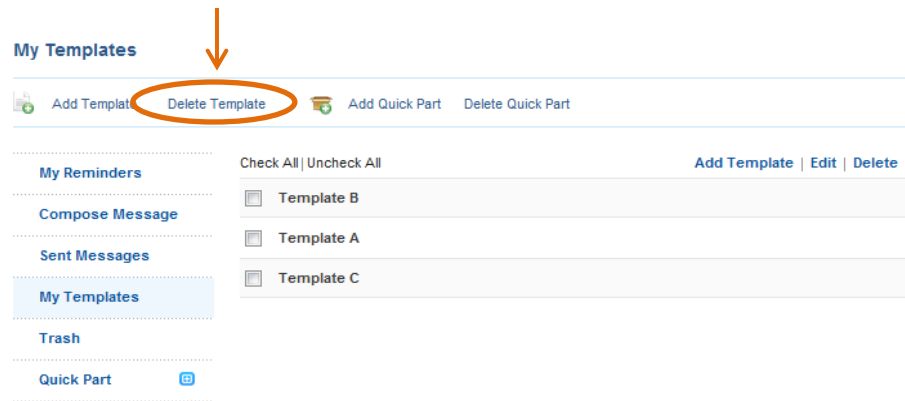 My Templates
Add Template Delete Template Add Quick Part Delete Quick Part
My Reminders
Compose Message
Sent Messages
My Templates
Trash
Quick Part
Check All | Uncheck All
Add Template | Edit | Delete
Template B
Template A
Template C